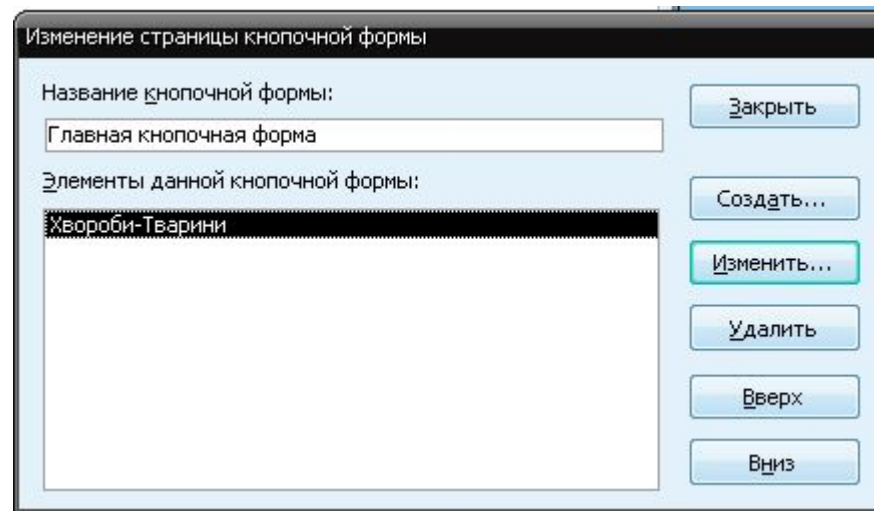 Изменение страницы кнопочной формы
Название кнопочной формы:
Закрыть
Главная кнопочная форма
Элементы данной кнопочной формы:
Создать...
Хвороби-Тварини
Изменить...
Удалить
Вверх
Вниз